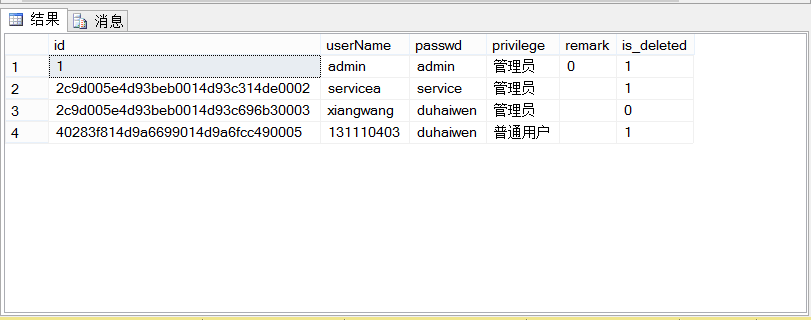 结果 消息
id userName passwd privilege remark is_deleted
1 1 admin admin 管理员 0 1
2 2c9d005e4d93beb0014d93c314de0002 servicea service 管理员 1
3 2c9d005e4d93beb0014d93c696b30003 xiangwang duhaiwen 管理员 0
4 40283f814d9a6699014d9a6fcc490005 131110403 duhaiwen 普通用户 1